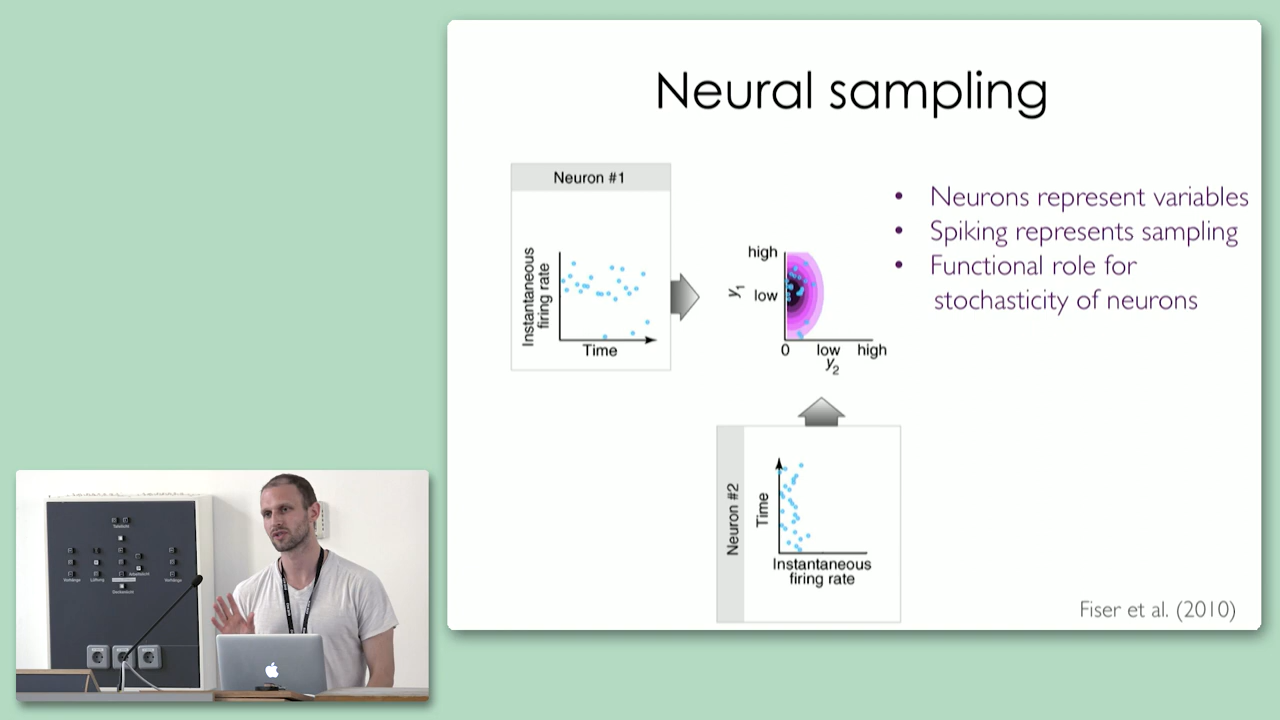 Neural sampling
Neuron #1
Instantaneous
firing rate
Time
high
low
y1
0
low
high
y2
• Neurons represent variables
• Spiking represents sampling
• Functional role for
stochasticity of neurons
Neuron #2
Time
Instantaneous
firing rate
Fiser et al. (2010)